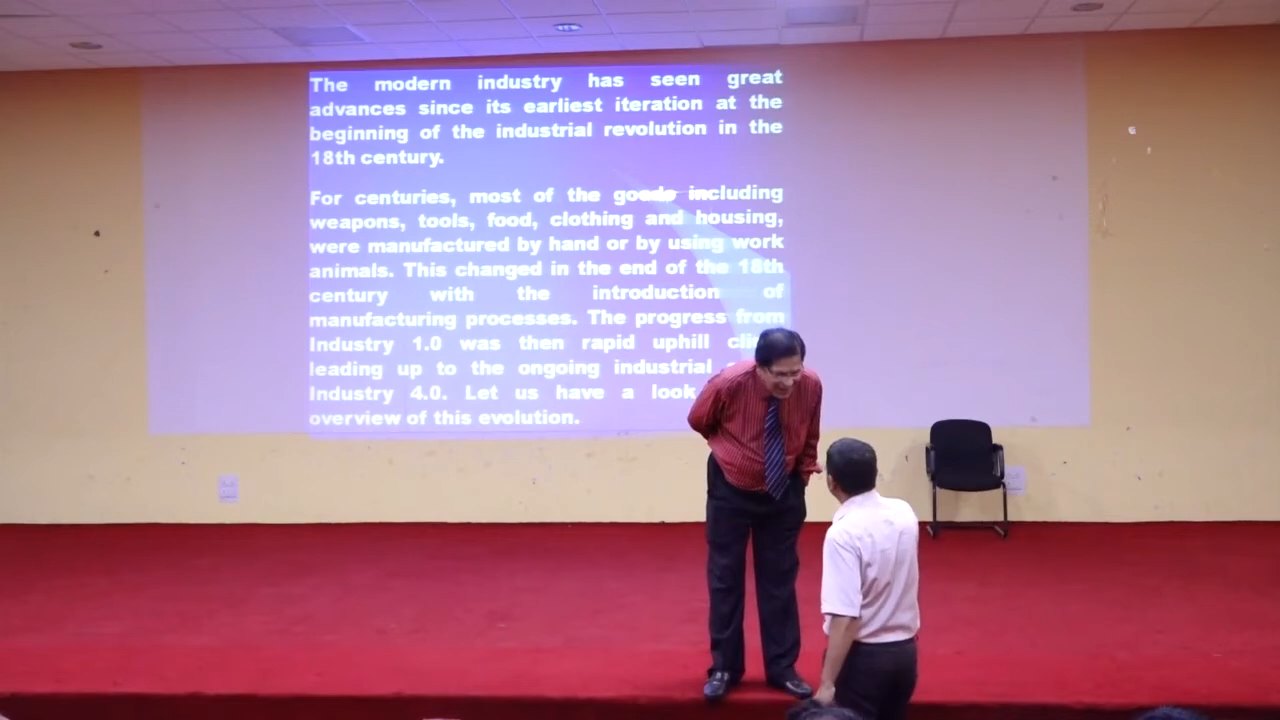 The modern industry has seen great
advances since its earliest iteration at the
beginning of the industrial revolution in the
18th century.
For centuries, most of the goods including
weapons, tools, food, clothing and housing,
were manufactured by hand or by using work
animals. This changed in the end of the 18th
century with the introduction of
manufacturing processes. The progress from
Industry 1.0 was then rapid uphill
leading up to the ongoing industrial
Industry 4.0. Let us have a look
overview of this evolution.